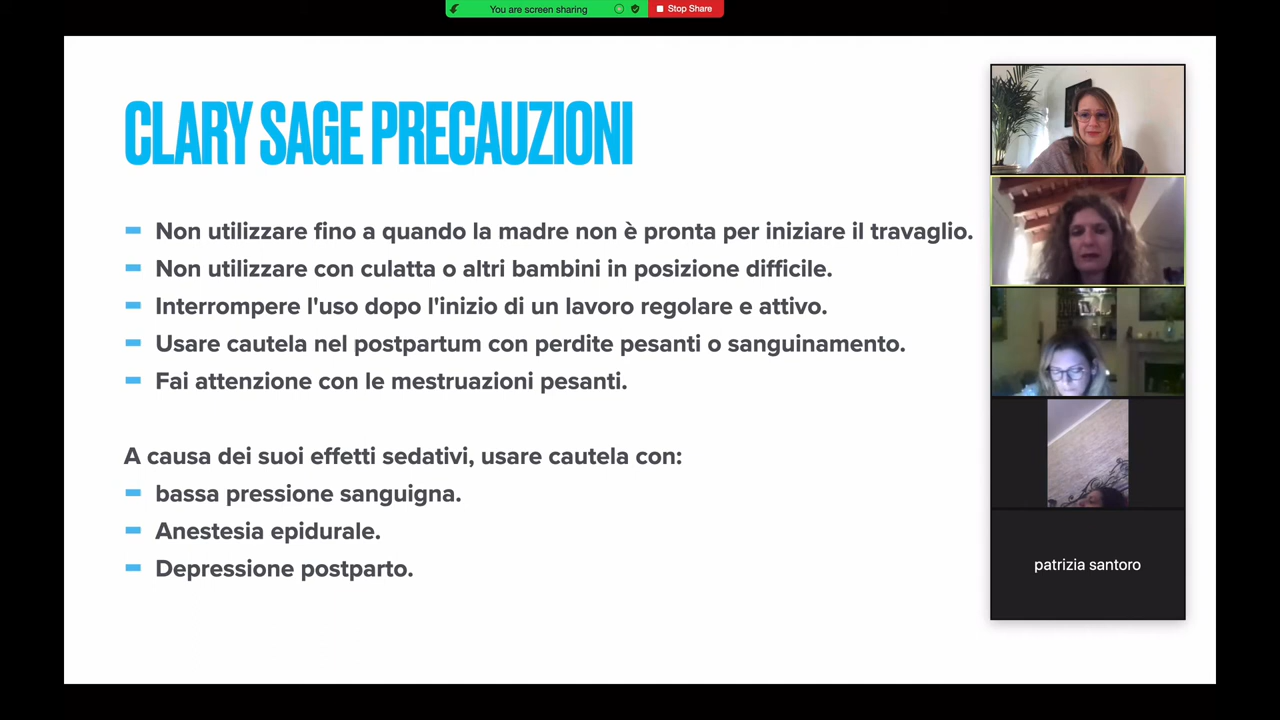 You are screen sharing
Stop Share
CLARY SAGE PRECAUZIONI
Non utilizzare fino a quando la madre non è pronta per iniziare il travaglio.
Non utilizzare con culatta o altri bambini in posizione difficile.
Interrompere l'uso dopo l'inizio di un lavoro regolare e attivo.
Usare cautela nel postpartum con perdite pesanti o sanguinamento.
Fai attenzione con le mestruazioni pesanti.
A causa dei suoi effetti sedativi, usare cautela con:
bassa pressione sanguigna.
Anestesia epidurale.
Depressione postparto.
patrizia santoro